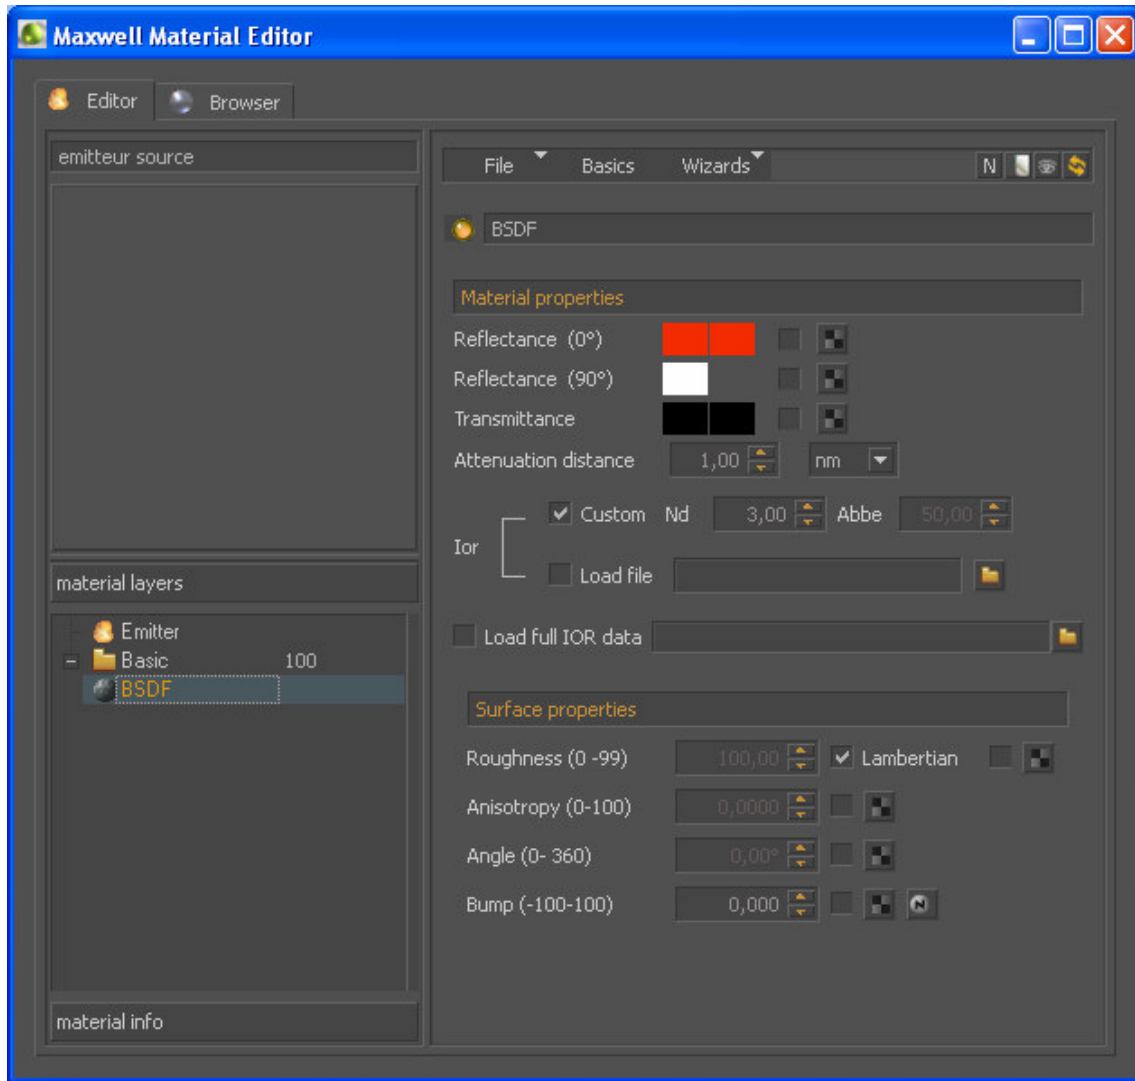 Maxwell Material Editor
Editor Browser
emitteur source
File Basics Wizards N
BSDF
Material properties
Reflectance (0°)
Reflectance (90°)
Transmittance
Attenuation distance 1,00 nm
Ior
Custom Nd 3,00 Abbe 50,00
Load file
Load full IOR data
material layers
Emitter
Basic 100
BSDF
Surface properties
Roughness (0 -99) 100,00 Lambertian
Anisotropy (0-100) 0,0000
Angle (0- 360) 0,00°
Bump (-100-100) 0,000 N
material info